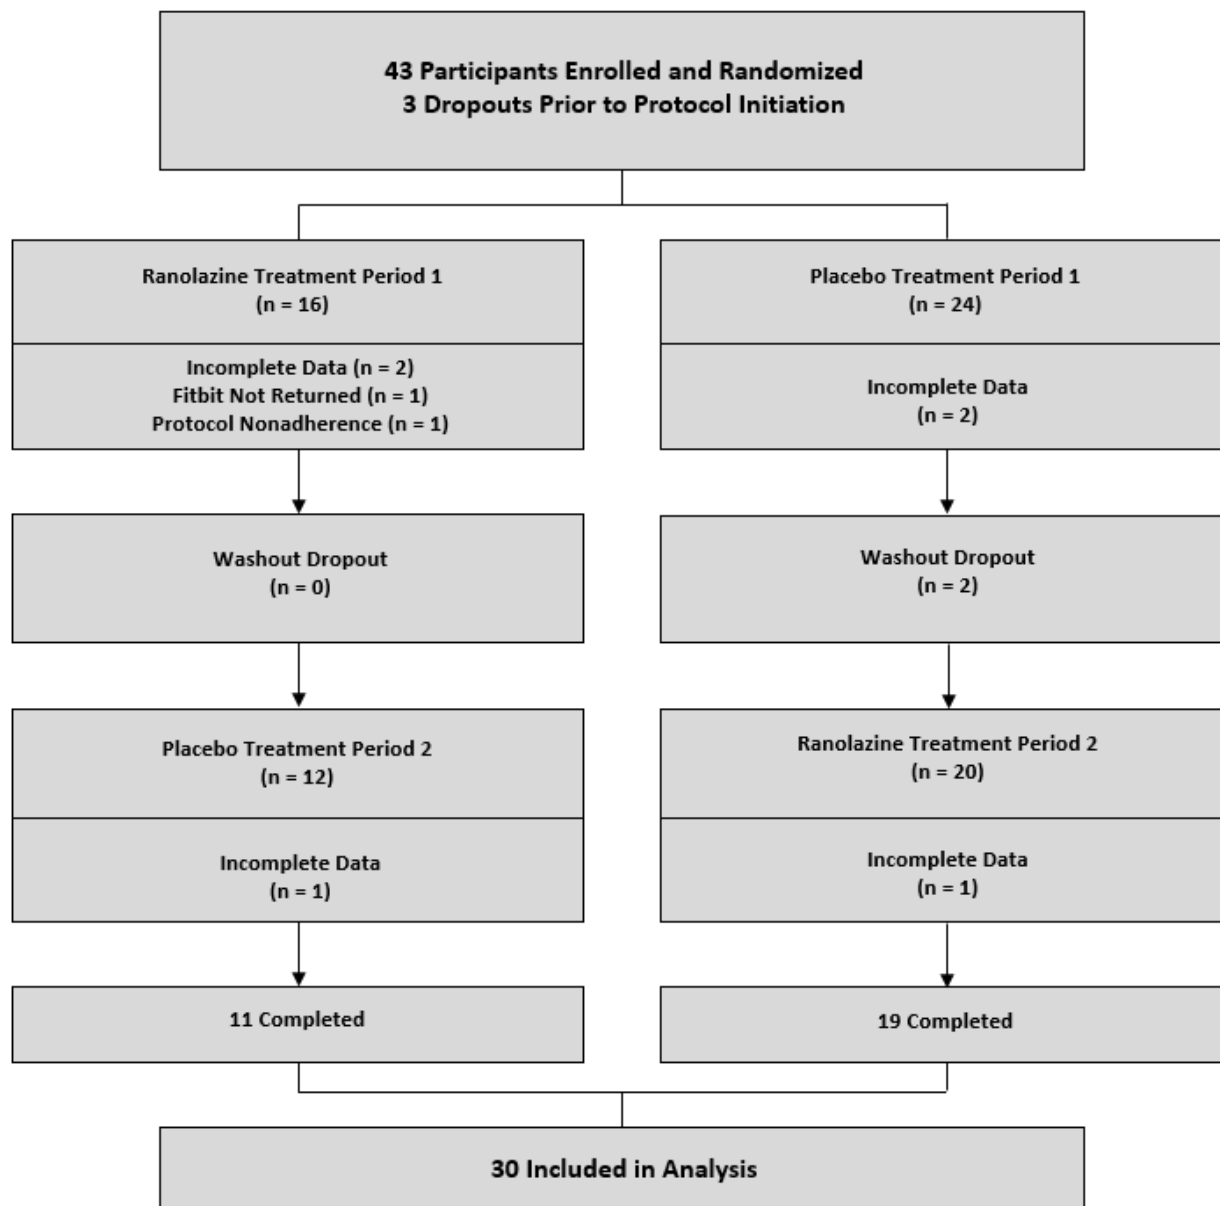 43 Participants Enrolled and Randomized
3 Dropouts Prior to Protocol Initiation
Ranolazine Treatment Period 1
(n = 16)
Incomplete Data (n = 2)
Fitbit Not Returned (n = 1)
Protocol Nonadherence (n = 1)
Washout Dropout
(n = 0)
Placebo Treatment Period 2
(n = 12)
Incomplete Data
(n = 1)
11 Completed
Placebo Treatment Period 1
(n = 24)
Incomplete Data
(n = 2)
Washout Dropout
(n = 2)
Ranolazine Treatment Period 2
(n = 20)
Incomplete Data
(n = 1)
19 Completed
30 Included in Analysis